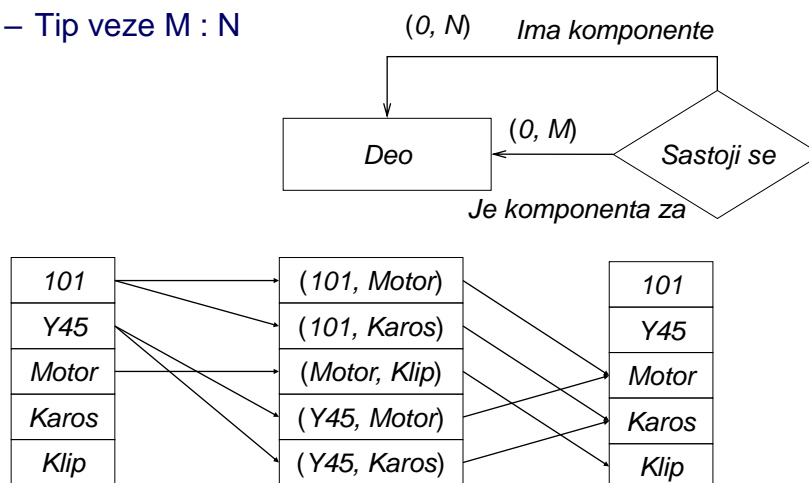 – Tip veze M : N
(0, N) Ima komponente
Deo
(0, M)
Sastoji se
Je komponenta za
101
Y45
Motor
Karos
Klip
(101, Motor)
(101, Karos)
(Motor, Klip)
(Y45, Motor)
(Y45, Karos)
101
Y45
Motor
Karos
Klip